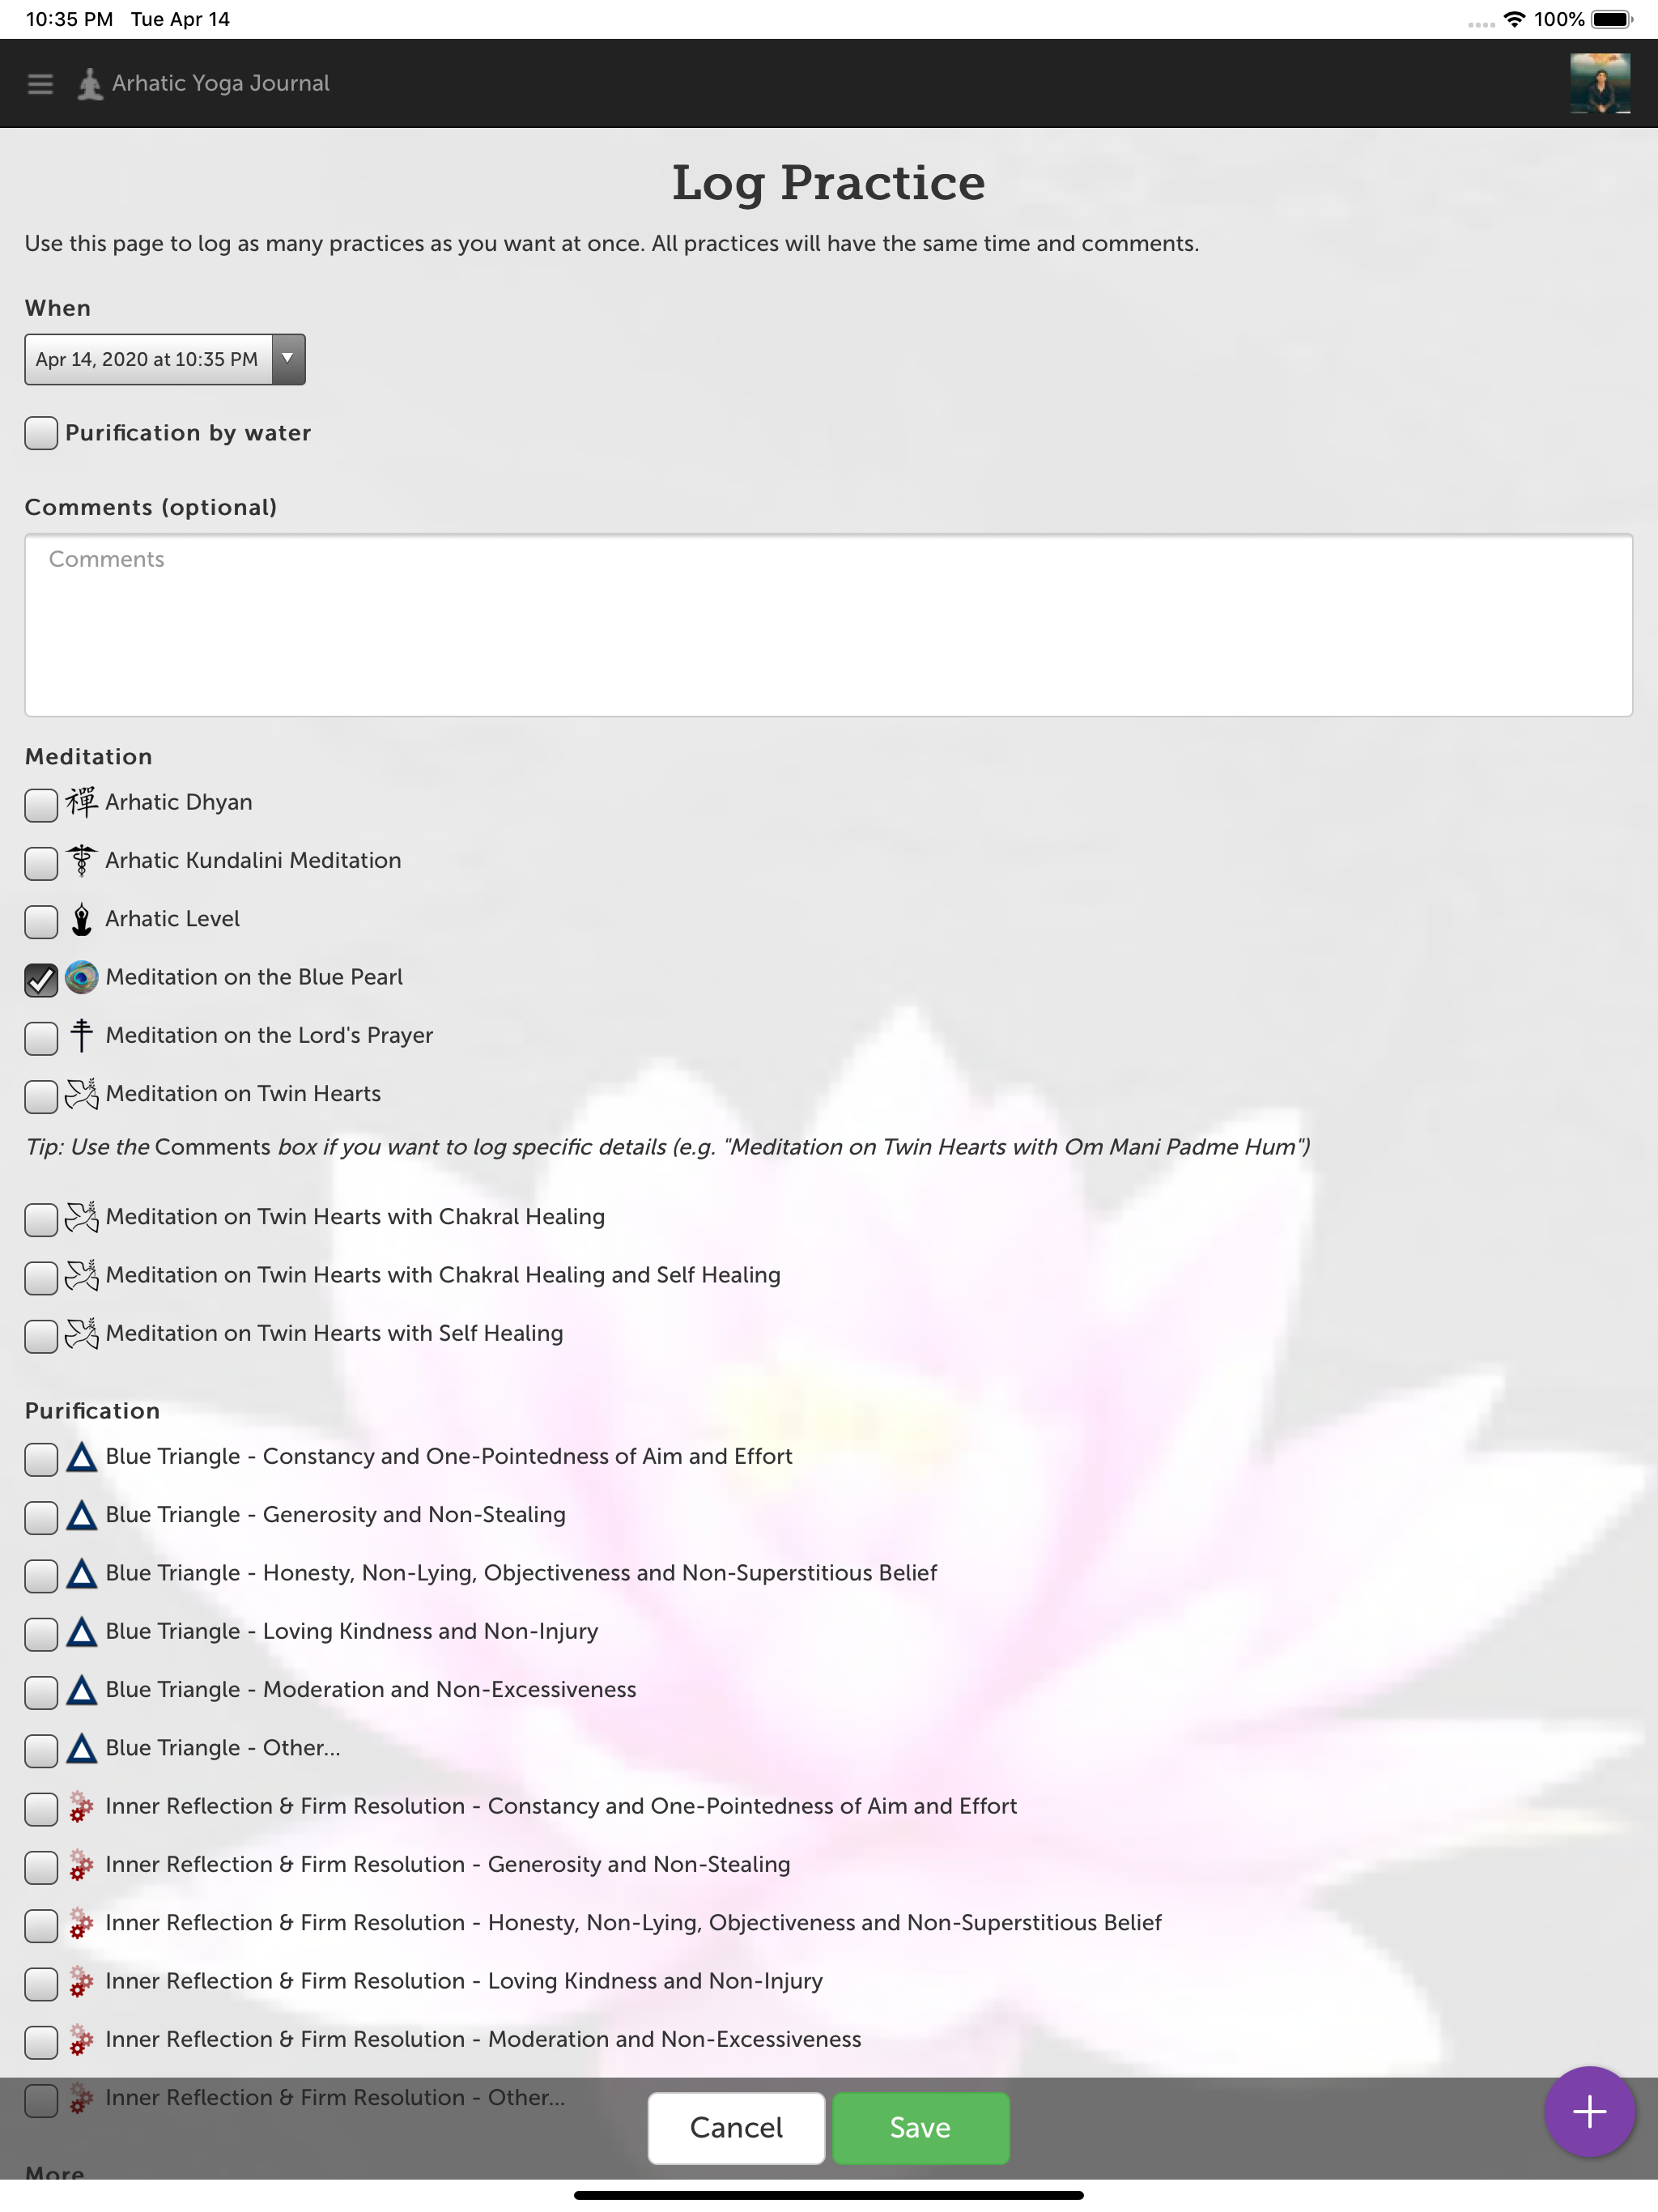 10:35 PM Tue Apr 14
100%
Arhatic Yoga Journal
Log Practice
Use this page to log as many practices as you want at once. All practices will have the same time and comments.
When
Apr 14, 2020 at 10:35 PM
Purification by water
Comments (optional)
Comments
Meditation
禪 Arhatic Dhyan
Arhatic Kundalini Meditation
Arhatic Level
Meditation on the Blue Pearl
Meditation on the Lord's Prayer
Meditation on Twin Hearts
Tip: Use the Comments box if you want to log specific details (e.g. "Meditation on Twin Hearts with Om Mani Padme Hum")
Meditation on Twin Hearts with Chakral Healing
Meditation on Twin Hearts with Chakral Healing and Self Healing
Meditation on Twin Hearts with Self Healing
Purification
Blue Triangle - Constancy and One-Pointedness of Aim and Effort
Blue Triangle - Generosity and Non-Stealing
Blue Triangle - Honesty, Non-Lying, Objectiveness and Non-Superstitious Belief
Blue Triangle - Loving Kindness and Non-Injury
Blue Triangle - Moderation and Non-Excessiveness
Blue Triangle - Other...
Inner Reflection & Firm Resolution - Constancy and One-Pointedness of Aim and Effort
Inner Reflection & Firm Resolution - Generosity and Non-Stealing
Inner Reflection & Firm Resolution - Honesty, Non-Lying, Objectiveness and Non-Superstitious Belief
Inner Reflection & Firm Resolution - Loving Kindness and Non-Injury
Inner Reflection & Firm Resolution - Moderation and Non-Excessiveness
Inner Reflection & Firm Resolution - Other...
Cancel
Save
More